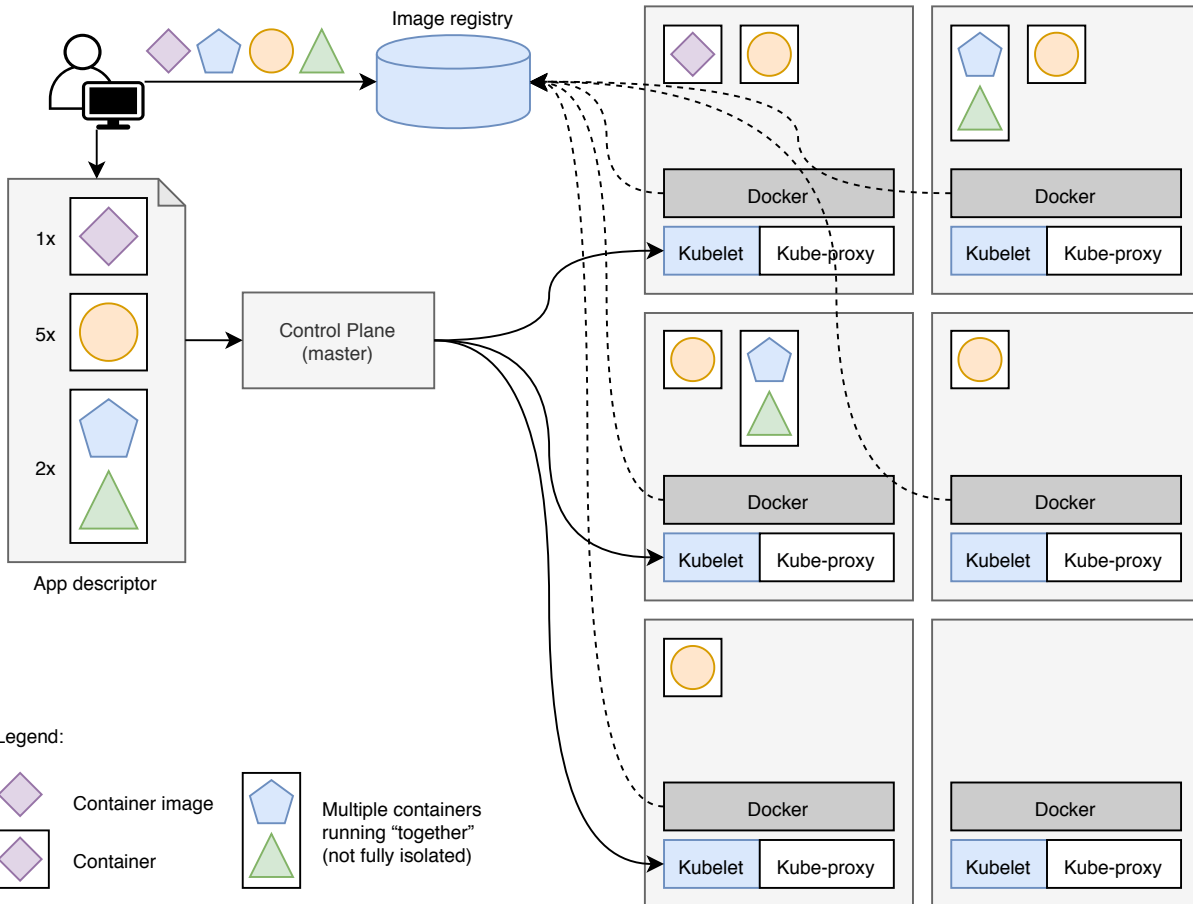 Image registry
1x
5x
2x
App descriptor
Control Plane
(master)
Docker
Kubelet
Kube-proxy
Docker
Kubelet
Kube-proxy
Docker
Kubelet
Kube-proxy
Docker
Kubelet
Kube-proxy
Docker
Kubelet
Kube-proxy
Docker
Kubelet
Kube-proxy
Legend:
Container image
Container
Multiple containers
running “together”
(not fully isolated)